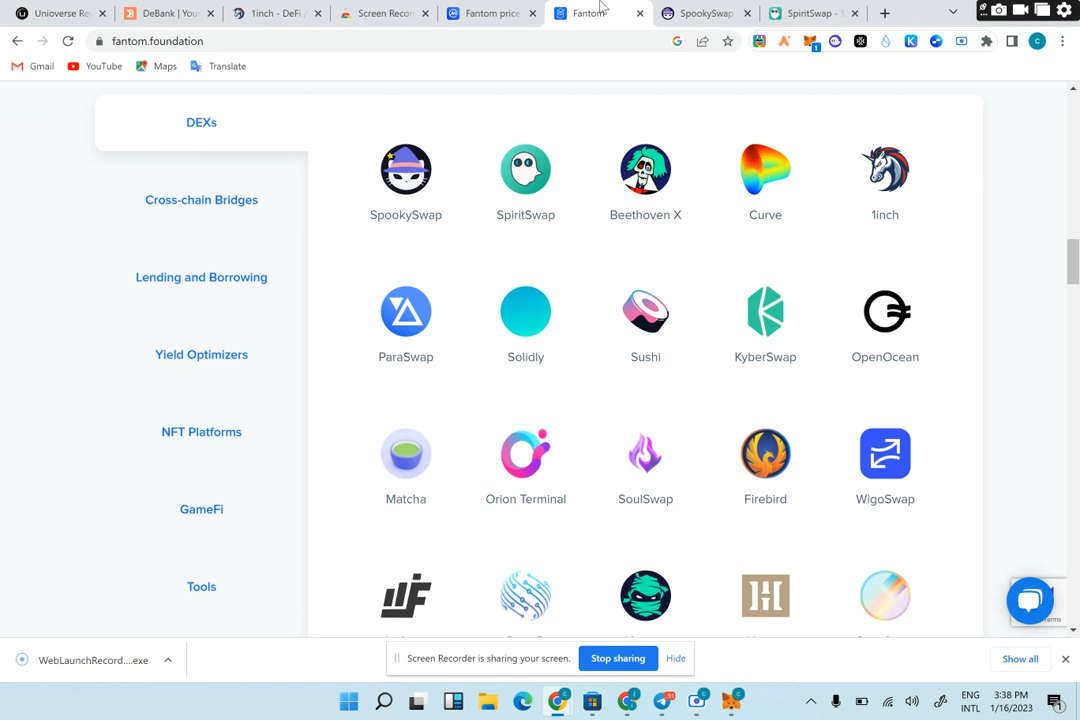 Unioverse Re
DeBank | You
1inch - DeFi /
Screen Recor
Fantom price
Fantom
SpookySwap
SpiritSwap - S
fantom.foundation
1
C
Gmail
YouTube
Maps
Translate
DEXs
Cross-chain Bridges
Lending and Borrowing
Yield Optimizers
NFT Platforms
GameFi
Tools
SpookySwap
SpiritSwap
Beethoven X
Curve
1inch
ParaSwap
Solidly
Sushi
KyberSwap
OpenOcean
Matcha
Orion Terminal
SoulSwap
Firebird
WigoSwap
Terms
WebLaunchRecord....exe
Screen Recorder is sharing your screen.
Stop sharing
Hide
Show all
ENG
INTL
3:38 PM
1/16/2023